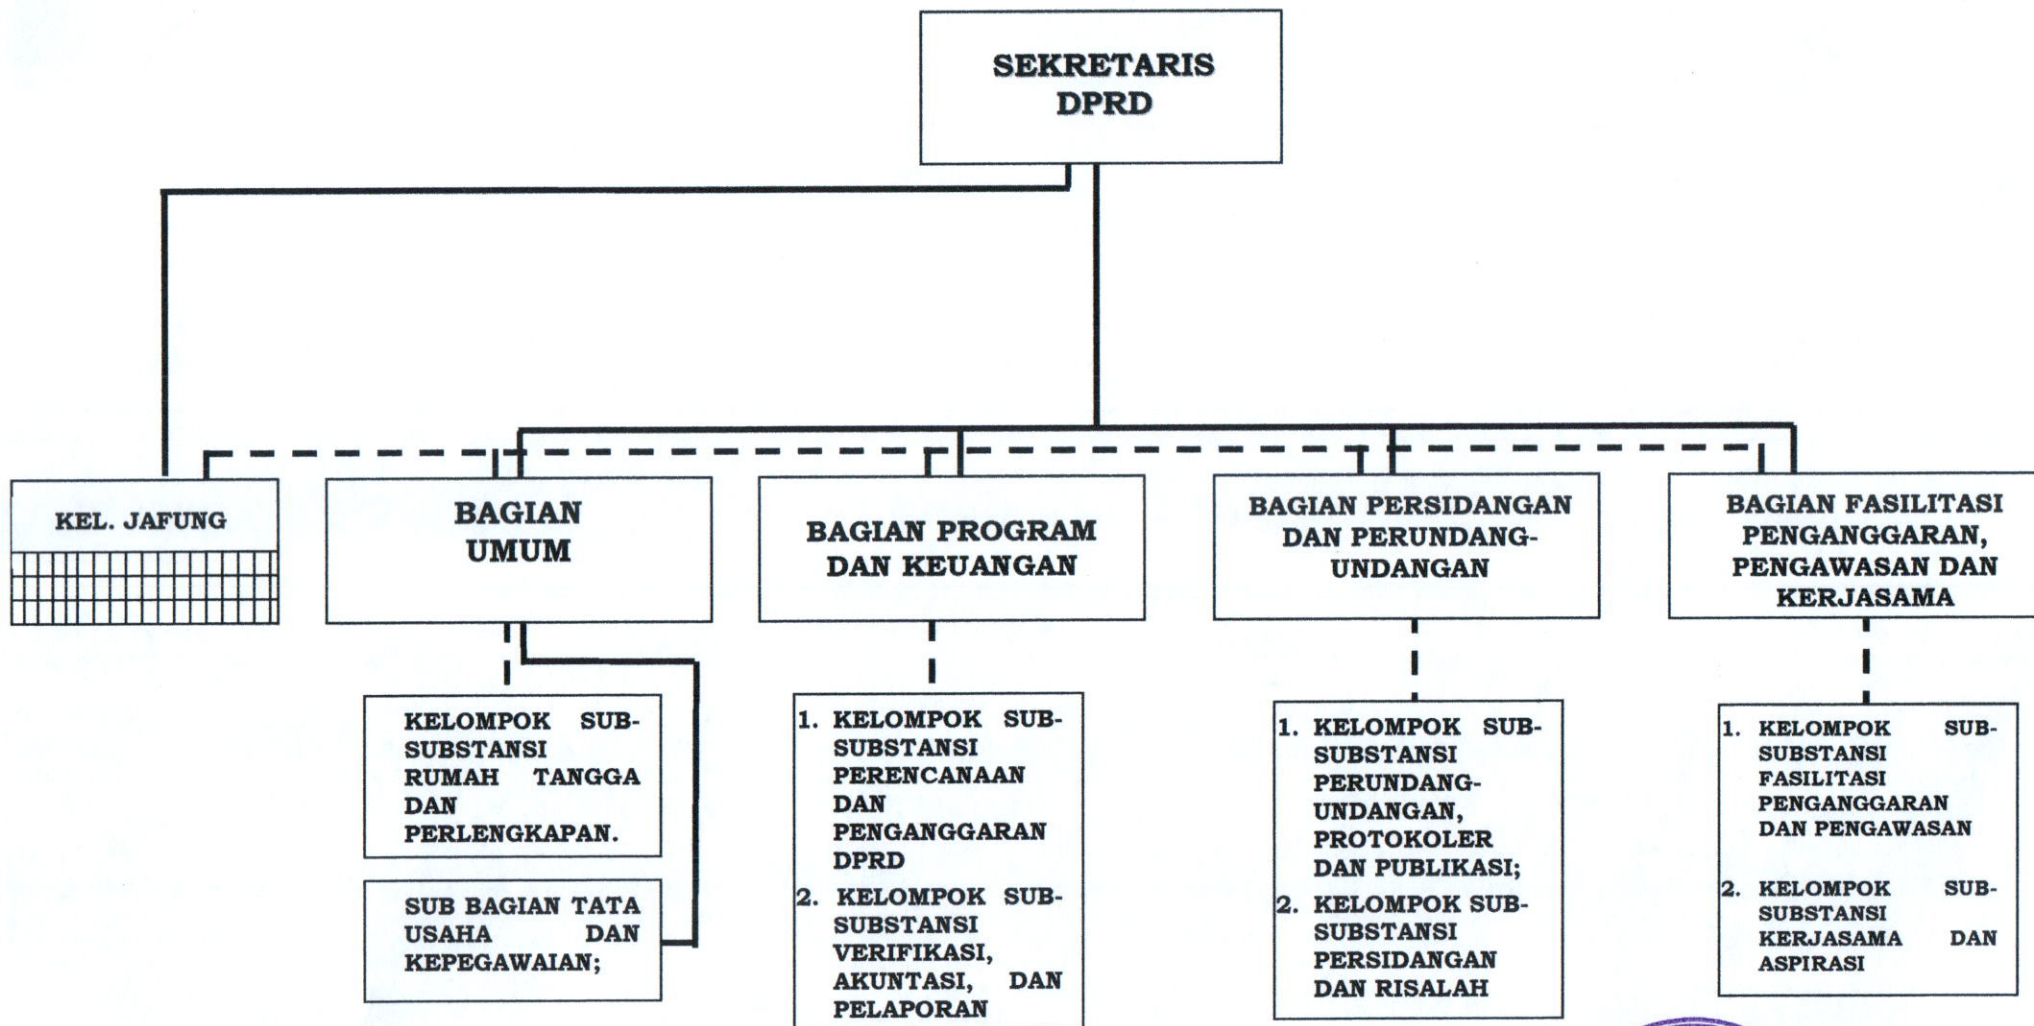 SEKRETARIS
DPRD
KEL. JAFUNG
BAGIAN
UMUM
BAGIAN PROGRAM
DAN KEUANGAN
BAGIAN PERSIDANGAN
DAN PERUNDANG-
UNDANGAN
BAGIAN FASILITASI
PENGANGGARAN,
PENGAWASAN DAN
KERJASAMA
KELOMPOK SUB-
SUBSTANSI
RUMAH TANGGA
DAN
PERLENGKAPAN.
SUB BAGIAN TATA
USAHA DAN
KEPEGAWAIAN;
1. KELOMPOK SUB-
SUBSTANSI
PERENCANAAN
DAN
PENGANGGARAN
DPRD
2. KELOMPOK SUB-
SUBSTANSI
VERIFIKASI,
AKUNTASI, DAN
PELAPORAN
1. KELOMPOK SUB-
SUBSTANSI
PERUNDANG-
UNDANGAN,
PROTOKOLER
DAN PUBLIKASI;
2. KELOMPOK SUB-
SUBSTANSI
PERSIDANGAN
DAN RISALAH
1. KELOMPOK SUB-
SUBSTANSI
FASILITASI
PENGANGGARAN
DAN PENGAWASAN
2. KELOMPOK SUB-
SUBSTANSI
KERJASAMA DAN
ASPIRASI